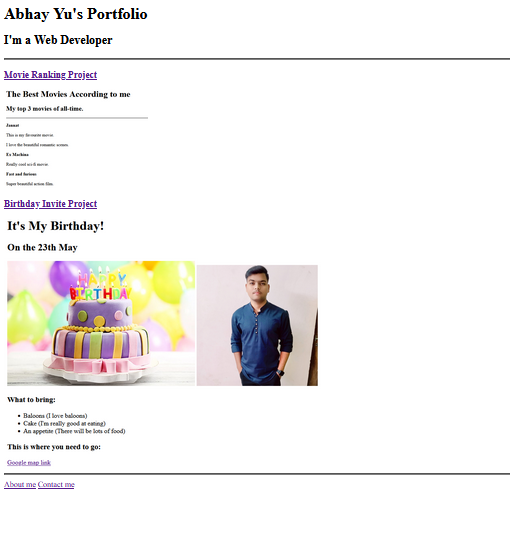 Abhay Yu's Portfolio
I'm a Web Developer
Movie Ranking Project
The Best Movies According to me
My top 3 movies of all-time.
Jannat
This is my favourite movie.
I love the beautiful romantic scenes.
Ex Machina
Really cool sci-fi movie.
Fast and furious
Super beautiful action film.
Birthday Invite Project
It's My Birthday!
On the 23th May
HAPPY
BIRTHDAY
What to bring:
Baloons (I love baloons)
Cake (I'm really good at eating)
An appetite (There will be lots of food)
This is where you need to go:
Google map link
About me Contact me